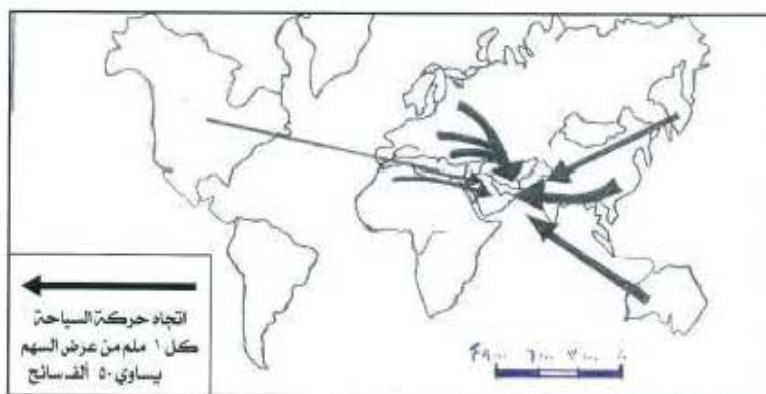 اتجاه حركة السياحة
كل ١ ملم من عرض السهم
يساوي ٥٠ ألف سائح